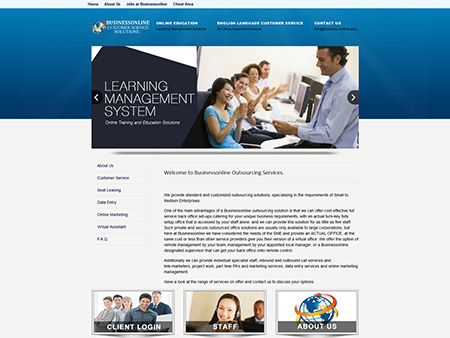 Home About Us Jobs at Businessonline Client Area
BUSINESSONLINE
CUSTOMER SERVICE
SOLUTIONS
ONLINE EDUCATION
Learning Management Systems
ENGLISH LANGUAGE CUSTOMER SERVICE
for China based Businesses
CONTACT US
info@business-online.asia
LEARNING
MANAGEMENT
SYSTEM
Online Training and Education Solutions
About Us
Customer Service
Seat Leasing
Data Entry
Online Marketing
Virtual Assistant
F.A.Q.
Welcome to Businessonline Outsourcing Services.
We provide standard and customized outsourcing solutions, specialising in the requirements of Small to
Medium Enterprises.
One of the main advantages of a Businessonline outsourcing solution is that we can offer cost effective full
service back office set-ups catering for your unique business requirements, with an actual turn-key fully
setup office that is accessed by your staff alone, and we can provide this solution for as little as five staff.
Such private and secure outsourced office solutions are usually only available to large corporations, but
here at Businessonline we have considered the needs of the SME and provide an ACTUAL OFFICE, at the
same cost or less than other service providers give you their version of a virtual office. We offer the option of
remote management by your team, management by your appointed local manager, or a Businessonline
designated supervisor that can get your back office onto remote control.
Additionally we can provide individual specialist staff, inbound and outbound call services and
tele-marketers, project work, part time PA's and marketing services, data entry services and online marketing
management
Have a look at the range of services on offer and contact us to discuss your options.
CLIENT LOGIN
STAFF
ABOUT US